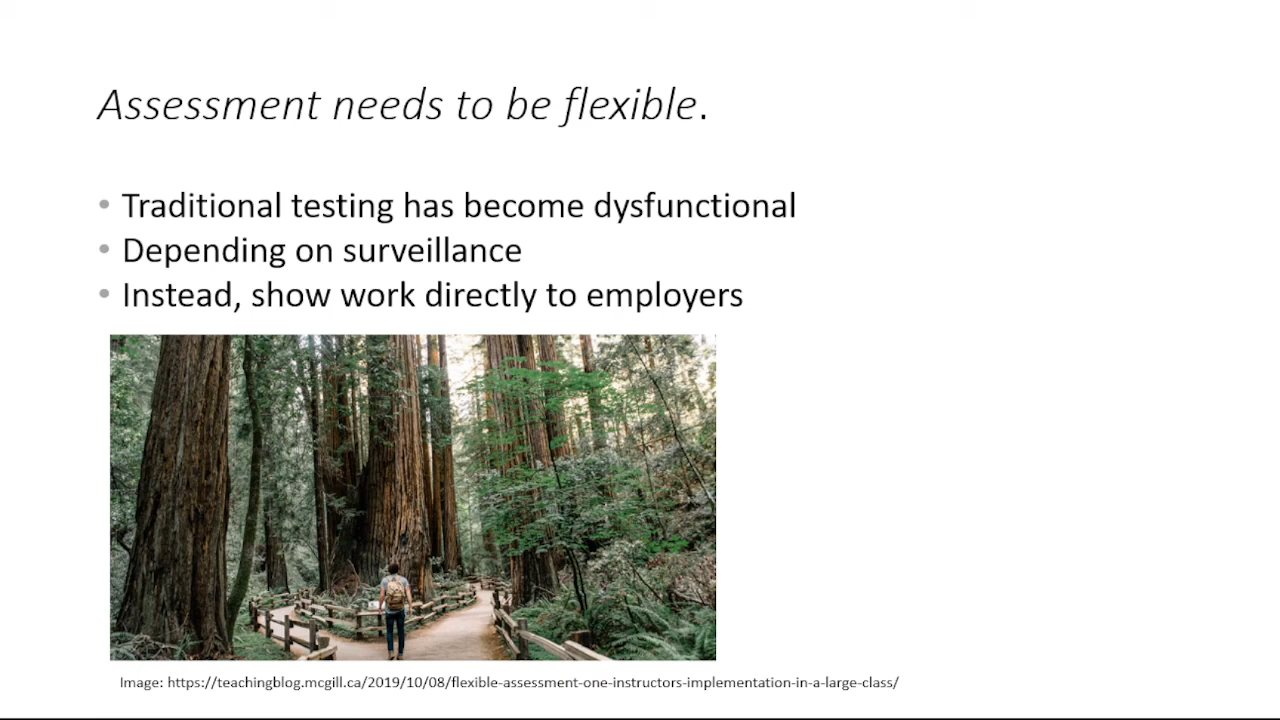 Assessment needs to be flexible.
• Traditional testing has become dysfunctional
• Depending on surveillance
• Instead, show work directly to employers
Image: https://teachingblog.mcgill.ca/2019/10/08/flexible-assessment-one-instructors-implementation-in-a-large-class/